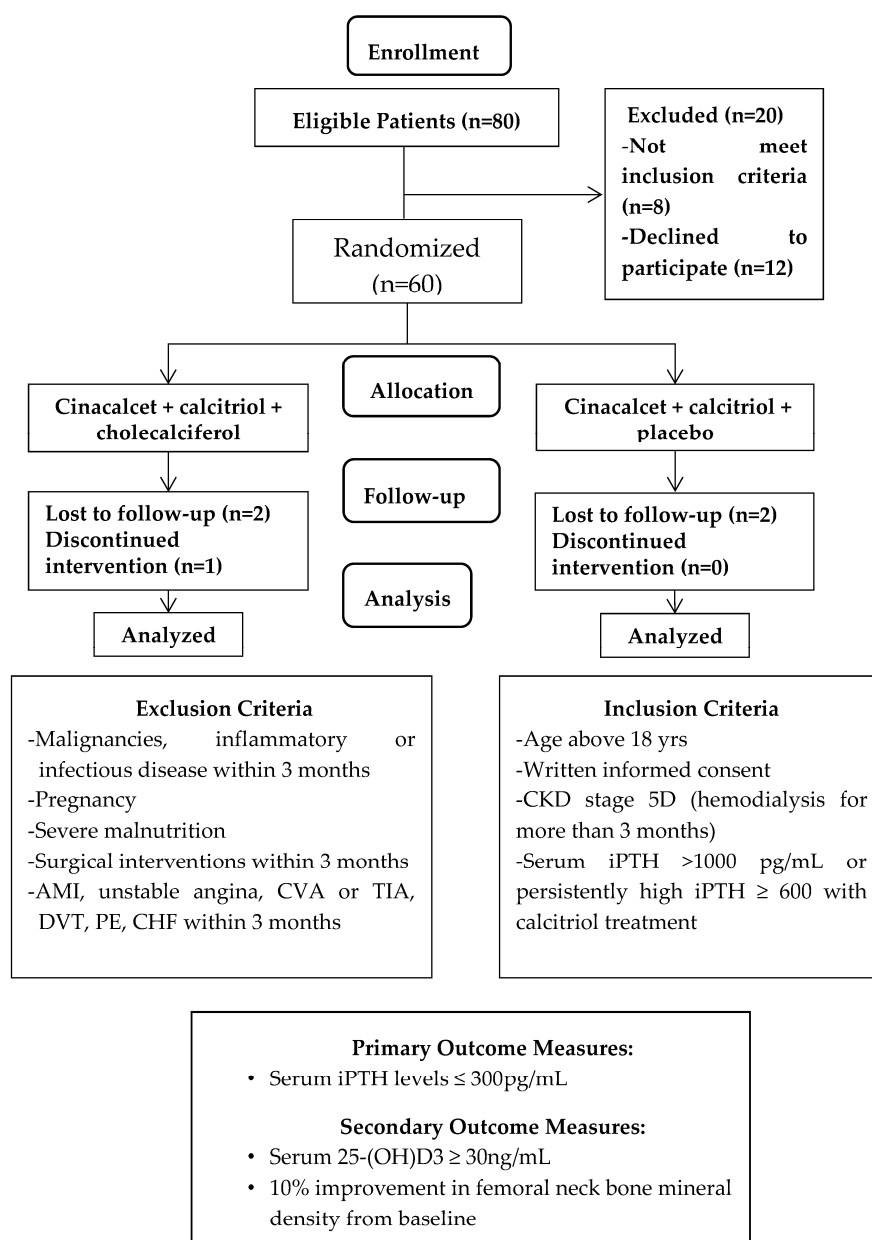 Enrollment
Eligible Patients (n=80)
Excluded (n=20)
-Not meet
inclusion criteria
(n=8)
-Declined to
participate (n=12)
Randomized
(n=60)
Allocation
Cinacalcet + calcitriol +
cholecalciferol
Cinacalcet + calcitriol +
placebo
Follow-up
Lost to follow-up (n=2)
Discontinued
intervention (n=1)
Lost to follow-up (n=2)
Discontinued
intervention (n=0)
Analysis
Analyzed
Analyzed
Exclusion Criteria
-Malignancies, inflammatory or
infectious disease within 3 months
-Pregnancy
-Severe malnutrition
-Surgical interventions within 3 months
-AMI, unstable angina, CVA or TIA,
DVT, PE, CHF within 3 months
Inclusion Criteria
-Age above 18 yrs
-Written informed consent
-CKD stage 5D (hemodialysis for
more than 3 months)
-Serum iPTH >1000 pg/mL or
persistently high iPTH ≥ 600 with
calcitriol treatment
Primary Outcome Measures:
• Serum iPTH levels ≤ 300pg/mL
Secondary Outcome Measures:
• Serum 25-(OH)D3 ≥ 30ng/mL
• 10% improvement in femoral neck bone mineral
density from baseline